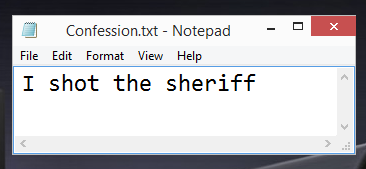 Confession.txt - Notepad
File Edit Format View Help
I shot the sheriff